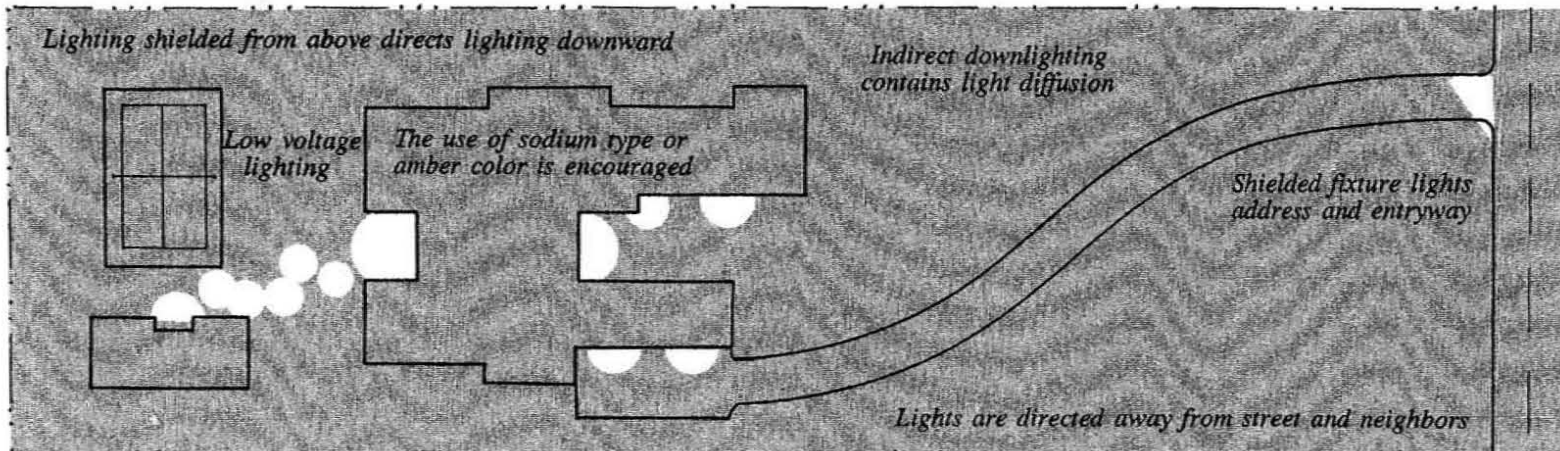 Lighting shielded from above directs lighting downward
Indirect downlighting
contains light diffusion
Low voltage
lighting
The use of sodium type or
amber color is encouraged
Shielded fixture lights
address and entryway
Lights are directed away from street and neighbors